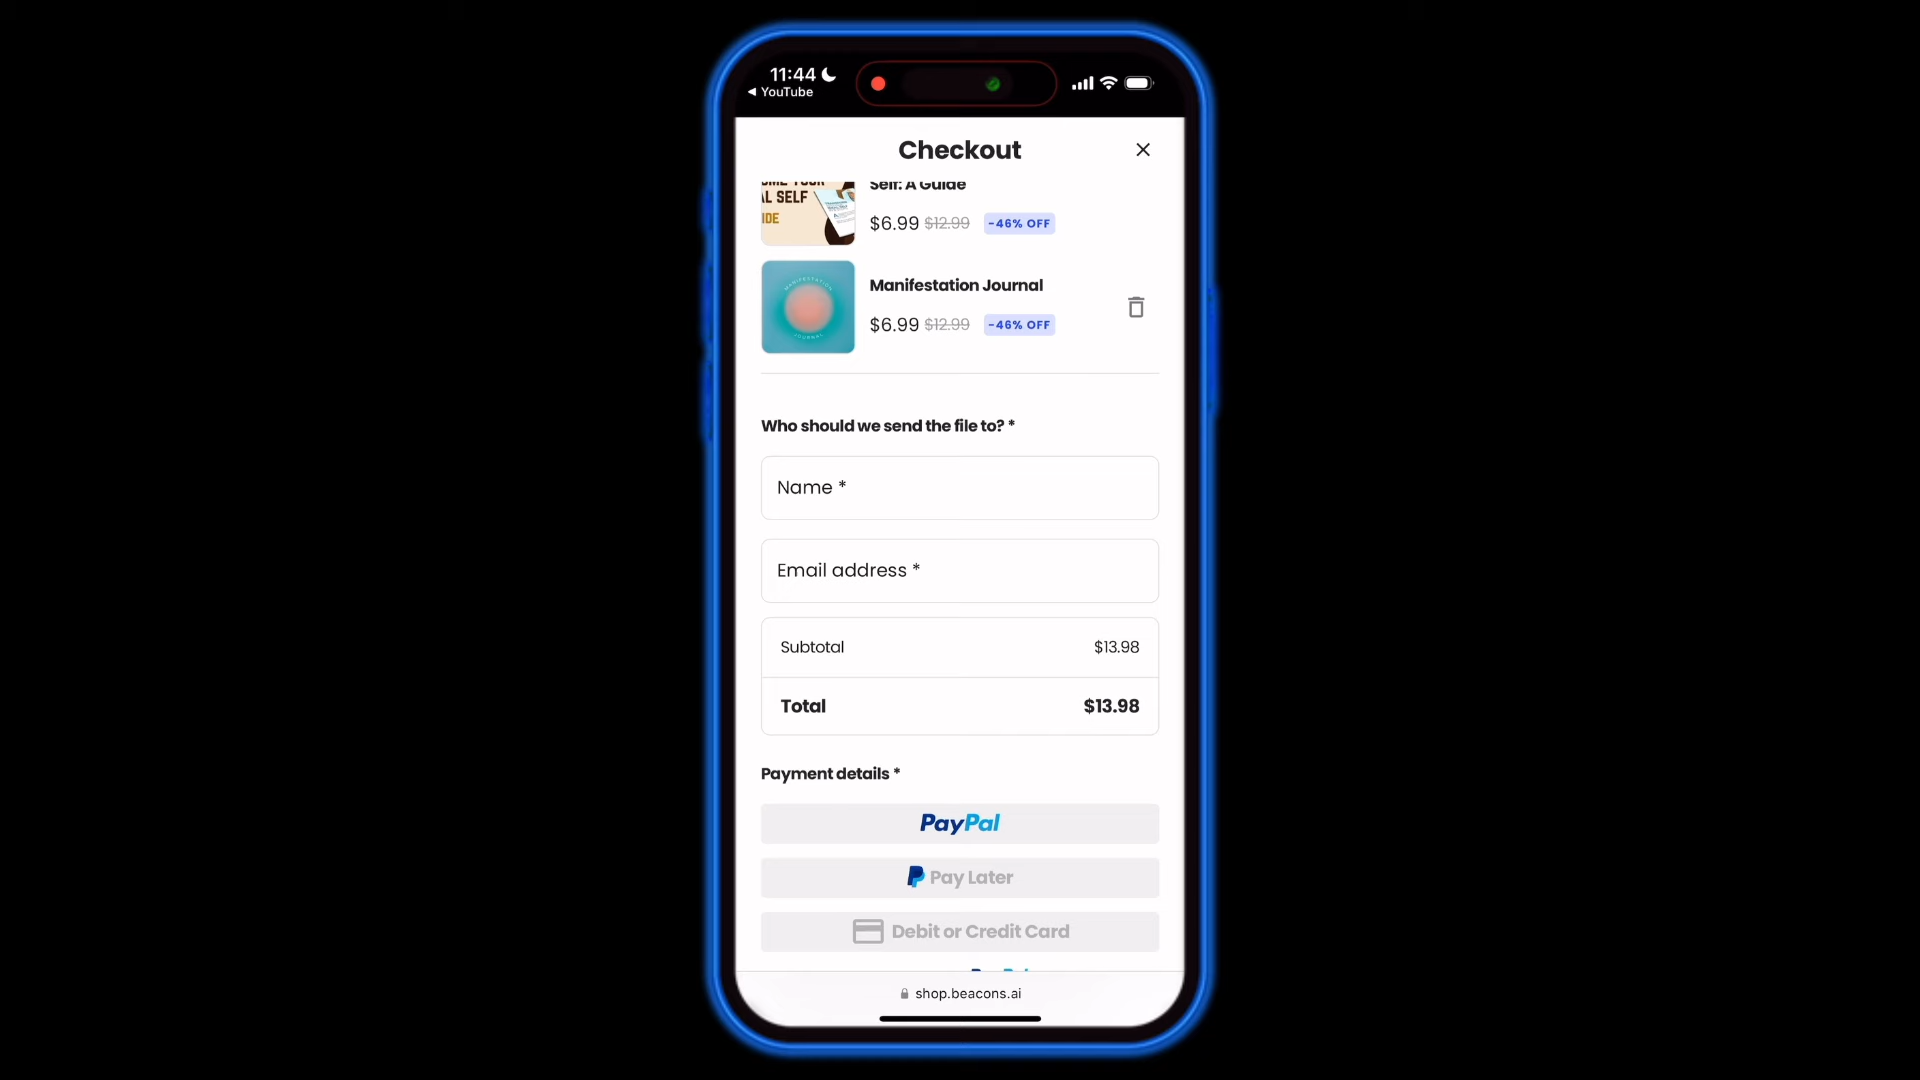 11:44
◀ YouTube
Checkout
Self: A Guide
L SELF
IDE
$6.99 $12.99 -46% OFF
MANIFESTATION
JOURNAL
Manifestation Journal
$6.99 $12.99 -46% OFF
Who should we send the file to? *
Name *
Email address *
Subtotal $13.98
Total $13.98
Payment details *
PayPal
Pay Later
Debit or Credit Card
shop.beacons.ai